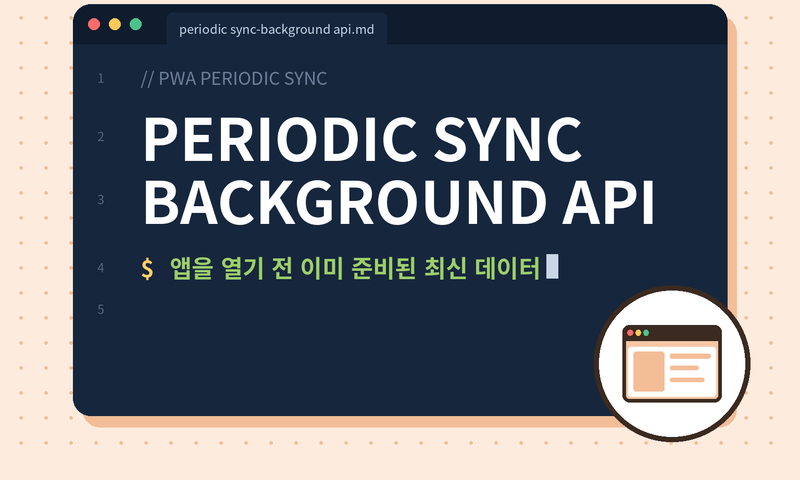 periodic sync-background api.md
1 // PWA PERIODIC SYNC
2 PERIODIC SYNC
3 BACKGROUND API
4 $ 앱을 열기 전 이미 준비된 최신 데이터
5